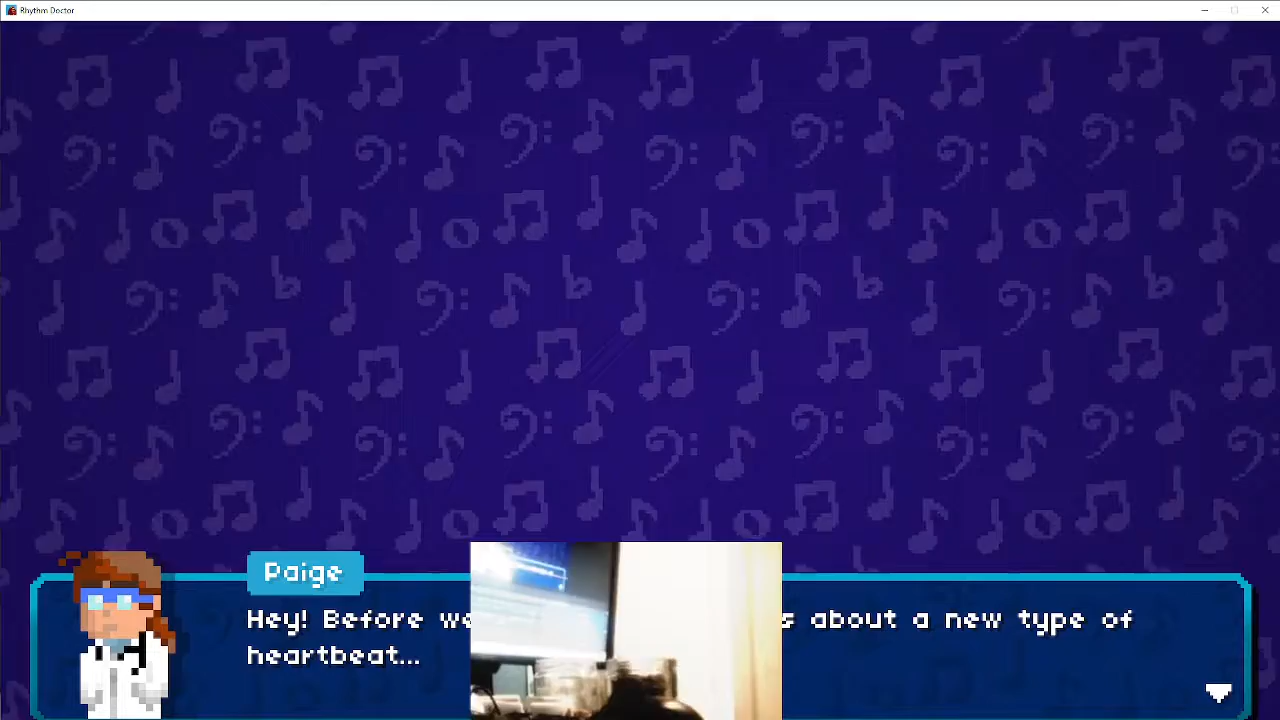 Rhythm Doctor
Paige
Hey! Before we about a new type of
heartbeat...